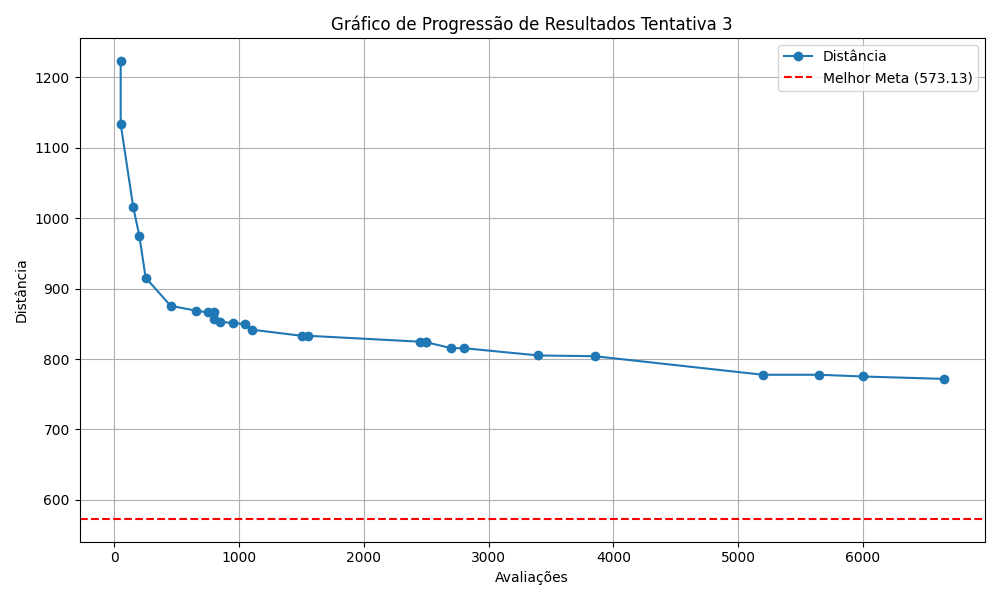 Gráfico de Progressão de Resultados Tentativa 3
Distância
Melhor Meta (573.13)
Distância
1200
1100
1000
900
800
700
600
0 1000 2000 3000 4000 5000 6000
Avaliações